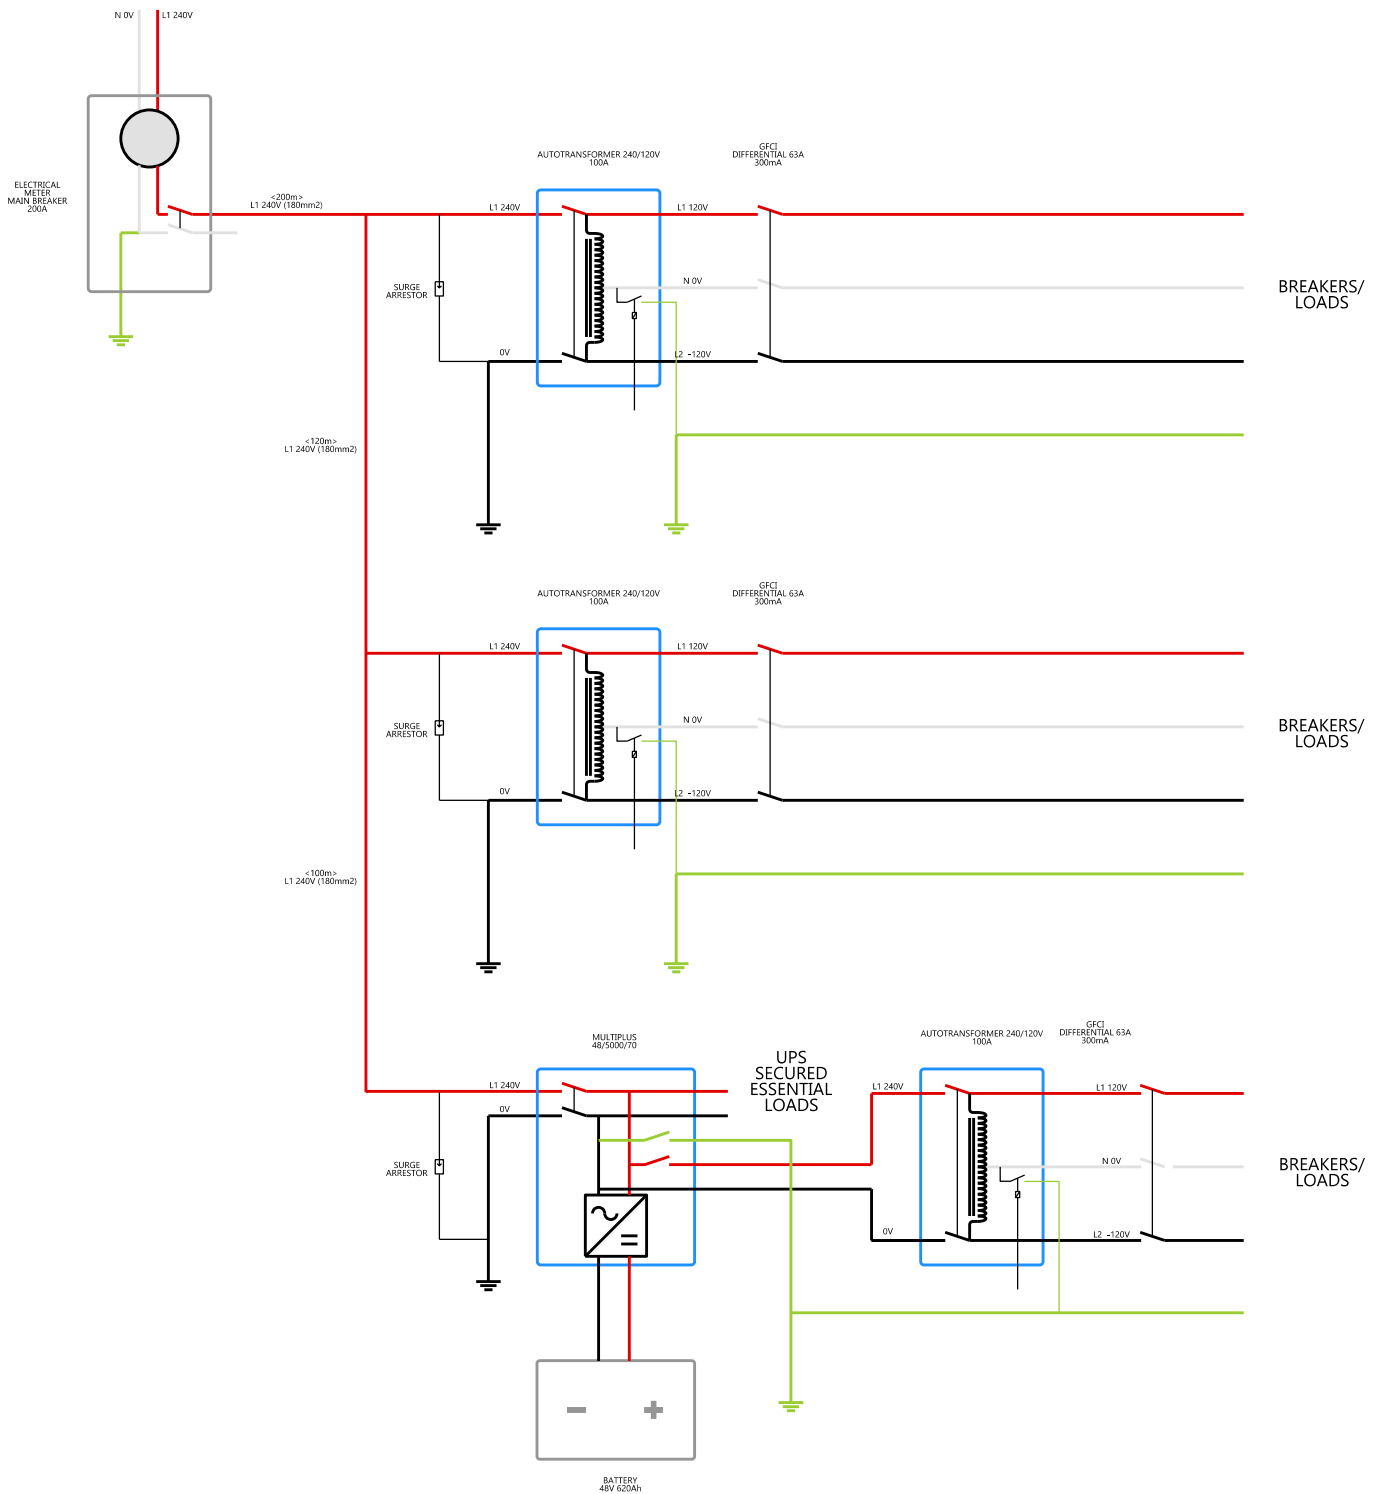 N 0V
L1 240V
ELECTRICAL
METER
MAIN BREAKER
200A
<200m>
L1 240V (180mm2)
AUTOTRANSFORMER 240/120V
100A
GFCI
DIFFERENTIAL 63A
300mA
L1 240V
L1 120V
SURGE
ARRESTOR
N 0V
BREAKERS/
LOADS
0V
L2 -120V
<120m>
L1 240V (180mm2)
AUTOTRANSFORMER 240/120V
100A
GFCI
DIFFERENTIAL 63A
300mA
L1 240V
L1 120V
SURGE
ARRESTOR
N 0V
BREAKERS/
LOADS
0V
L2 -120V
<100m>
L1 240V (180mm2)
MULTIPLUS
48/5000/70
UPS
SECURED
ESSENTIAL
LOADS
AUTOTRANSFORMER 240/120V
100A
GFCI
DIFFERENTIAL 63A
300mA
L1 240V
0V
L1 240V
L1 120V
SURGE
ARRESTOR
N 0V
BREAKERS/
LOADS
0V
L2 -120V
BATTERY
48V 620Ah